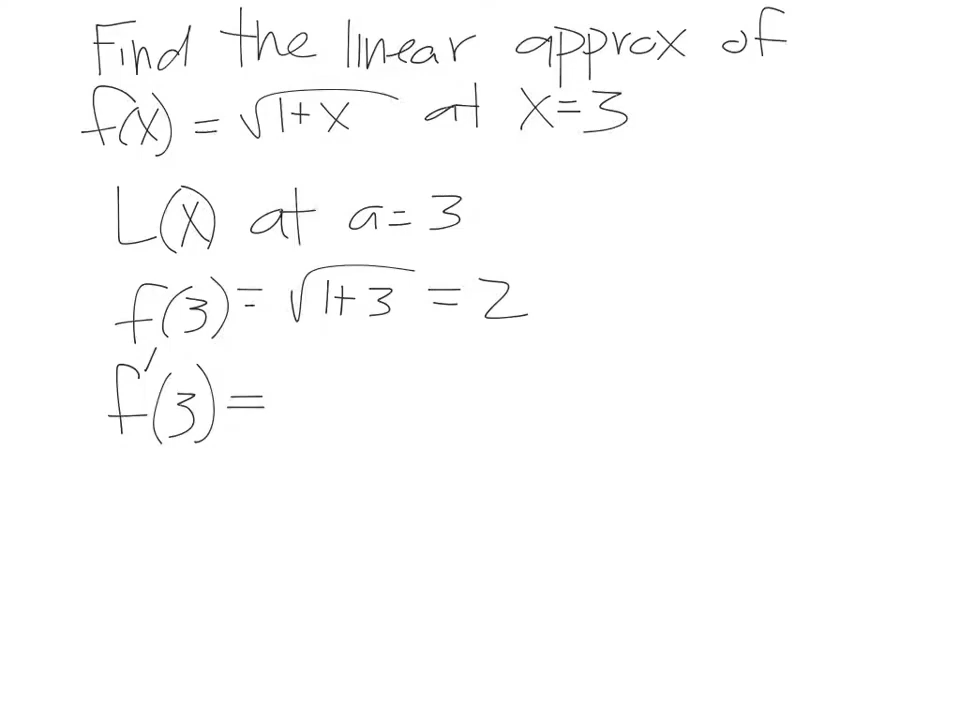 Find the linear approx of
f(x) = √1+x at x=3
L(x) at a=3
f(3) = √1+3 = 2
f'(3) =